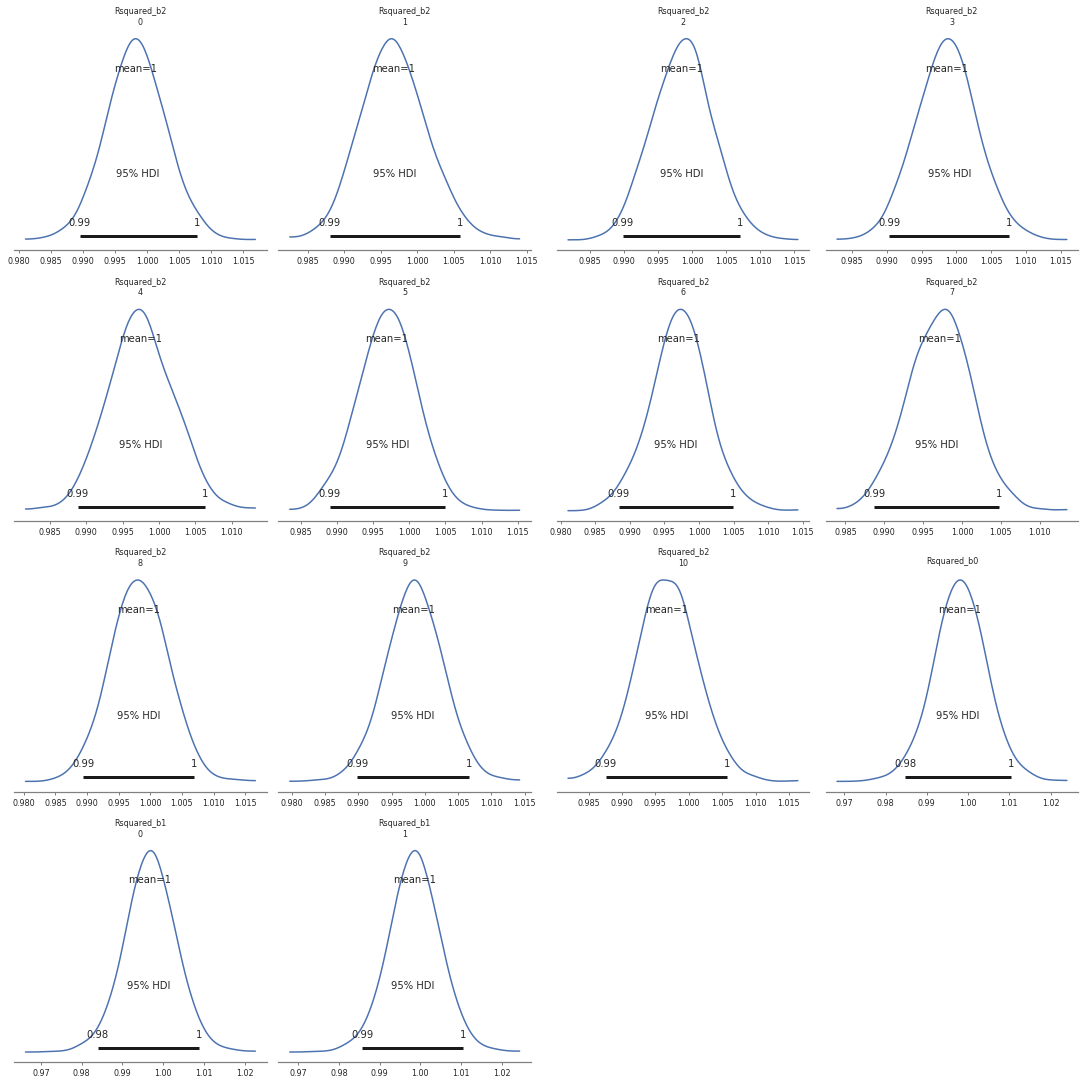 Rsquared_b2
0
mean=1
95% HDI
0.99 1
0.980 0.985 0.990 0.995 1.000 1.005 1.010 1.015
Rsquared_b2
1
mean=1
95% HDI
0.99 1
0.985 0.990 0.995 1.000 1.005 1.010 1.015
Rsquared_b2
2
mean=1
95% HDI
0.99 1
0.985 0.990 0.995 1.000 1.005 1.010 1.015
Rsquared_b2
3
mean=1
95% HDI
0.99 1
0.985 0.990 0.995 1.000 1.005 1.010 1.015
Rsquared_b2
4
mean=1
95% HDI
0.99 1
0.985 0.990 0.995 1.000 1.005 1.010
Rsquared_b2
5
mean=1
95% HDI
0.99 1
0.985 0.990 0.995 1.000 1.005 1.010 1.015
Rsquared_b2
6
mean=1
95% HDI
0.99 1
0.980 0.985 0.990 0.995 1.000 1.005 1.010 1.015
Rsquared_b2
7
mean=1
95% HDI
0.99 1
0.985 0.990 0.995 1.000 1.005 1.010
Rsquared_b2
8
mean=1
95% HDI
0.99 1
0.980 0.985 0.990 0.995 1.000 1.005 1.010 1.015
Rsquared_b2
9
mean=1
95% HDI
0.99 1
0.980 0.985 0.990 0.995 1.000 1.005 1.010 1.015
Rsquared_b2
10
mean=1
95% HDI
0.99 1
0.985 0.990 0.995 1.000 1.005 1.010 1.015
Rsquared_b0
mean=1
95% HDI
0.98 1
0.97 0.98 0.99 1.00 1.01 1.02
Rsquared_b1
0
mean=1
95% HDI
0.98 1
0.97 0.98 0.99 1.00 1.01 1.02
Rsquared_b1
1
mean=1
95% HDI
0.99 1
0.97 0.98 0.99 1.00 1.01 1.02